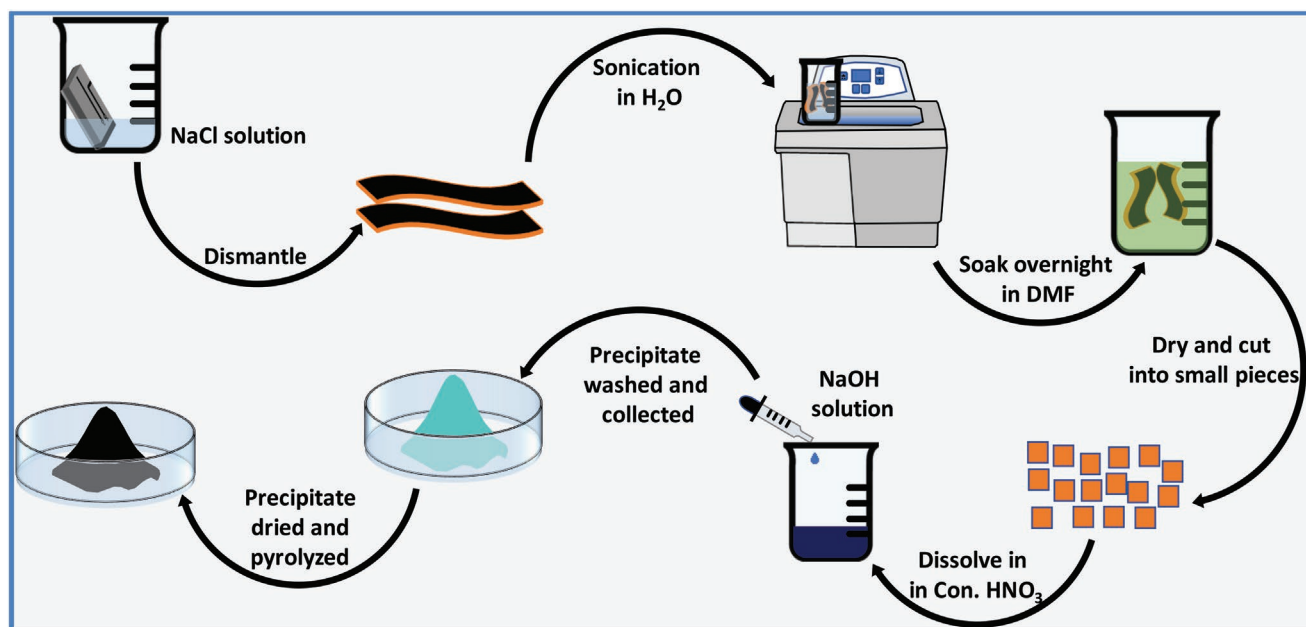 NaCl solution
Dismantle
Sonication
in H₂O
Soak overnight
in DMF
Dry and cut
into small pieces
Dissolve in
in Con. HNO₃
NaOH
solution
Precipitate
washed and
collected
Precipitate
dried and
pyrolyzed